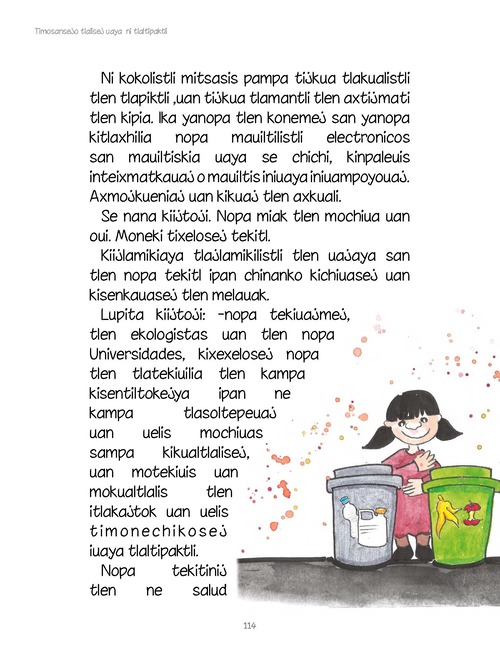 Timosansejo tlalisej uaya ni tlaltipaktli
Ni kokolistli mitsasis pampa tijkua tlakualistli
tlen tlapiktli ,uan tijkua tlamantli tlen axtijmati
tlen kipia. Ika yanopa tlen konemej san yanopa
kitlaxhilia nopa mauiltilistli electronicos
san mauiltiskia uaya se chichi, kinpaleuis
inteixmatkauaj o mauiltis iniuaya iniuampoyouaj.
Axmojkueniaj uan kikuaj tlen axkuali.
Se nana kiijtoji. Nopa miak tlen mochiua uan
oui. Moneki tixelosej tekitl.
Kiijlamikiaya tlajlamikilistli tlen uajaya san
tlen nopa tekitl ipan chinanko kichiuasej uan
kisenkauasej tlen melauak.
Lupita kiijtoji: -nopa tekiuajmej,
tlen ekologistas uan tlen nopa
Universidades, kixexelosej nopa
tlen tlatekiuilia tlen kampa
kisentiltokejya ipan ne
kampa tlasoltepeuaj
uan uelis mochiuas
sampa kikualtlalisej,
uan motekiuis uan
mokualtlalis tlen
itlakajtok uan uelis
timonechikosej
iuaya tlaltipaktli.
Nopa tekitinij
tlen ne salud
114